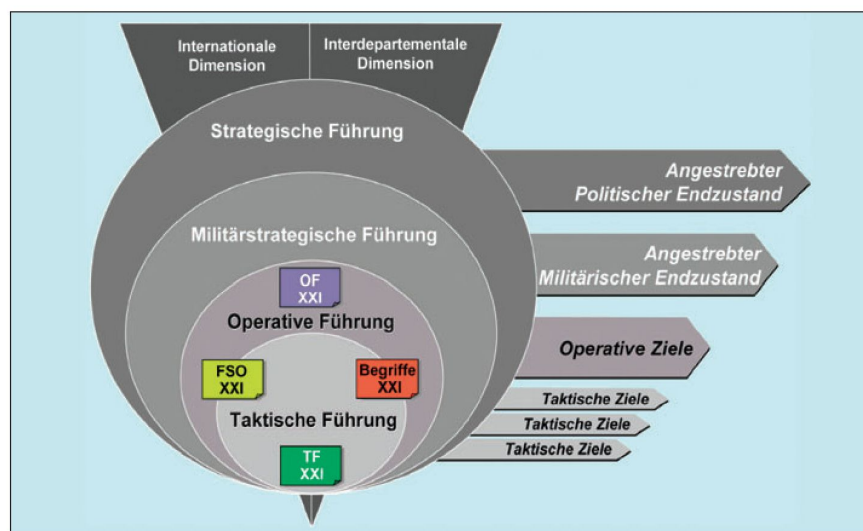 Internationale
Dimension
Interdepartementale
Dimension
Strategische Führung
Angestrebter
Politischer Endzustand
Militärstrategische Führung
Angestrebter
Militärischer Endzustand
OF
XXI
Operative Führung
Operative Ziele
FSO
XXI
Begriffe
XXI
Taktische Führung
Taktische Ziele
Taktische Ziele
Taktische Ziele
TF
XXI